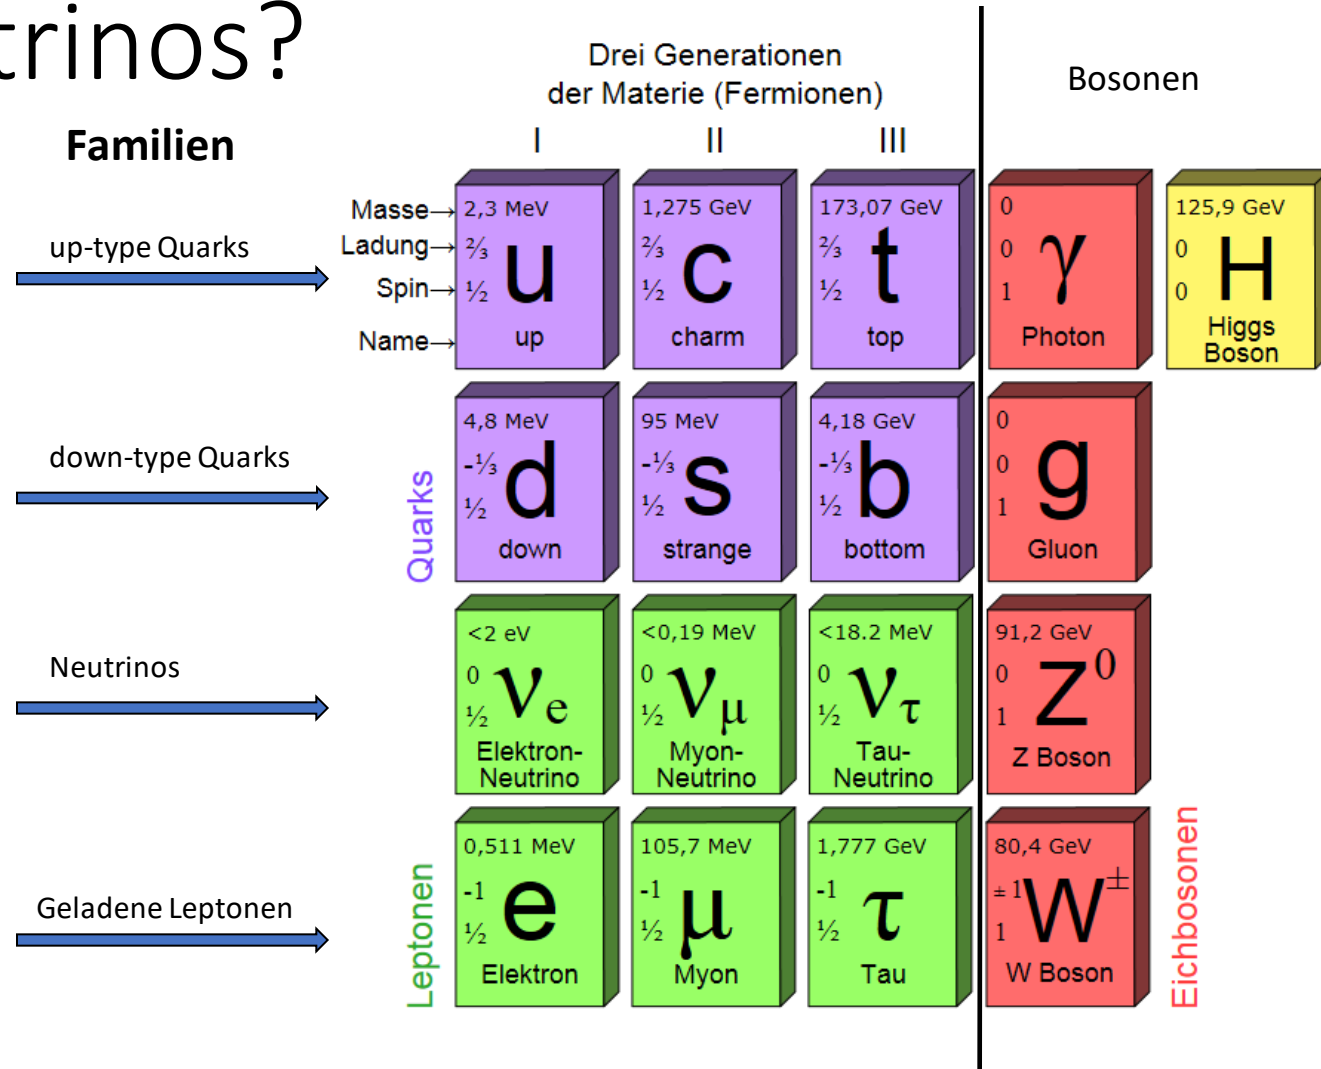 trinos?
Drei Generationen
der Materie (Fermionen)
Bosonen
Familien
I
II
III
up-type Quarks
Masse→
Ladung→
Spin→
Name→
2,3 MeV
⅔
½
u
up
1,275 GeV
⅔
½
c
charm
173,07 GeV
⅔
½
t
top
0
0
1
γ
Photon
125,9 GeV
0
0
H
Higgs
Boson
down-type Quarks
Quarks
4,8 MeV
-⅓
½
d
down
95 MeV
-⅓
½
s
strange
4,18 GeV
-⅓
½
b
bottom
0
0
1
g
Gluon
Neutrinos
<2 eV
0
½
νe
Elektron-
Neutrino
<0,19 MeV
0
½
νμ
Myon-
Neutrino
<18.2 MeV
0
½
ντ
Tau-
Neutrino
91,2 GeV
0
1
Z⁰
Z Boson
Geladene Leptonen
Leptonen
0,511 MeV
-1
½
e
Elektron
105,7 MeV
-1
½
μ
Myon
1,777 GeV
-1
½
τ
Tau
80,4 GeV
± 1
1
W±
W Boson
Eichbosonen